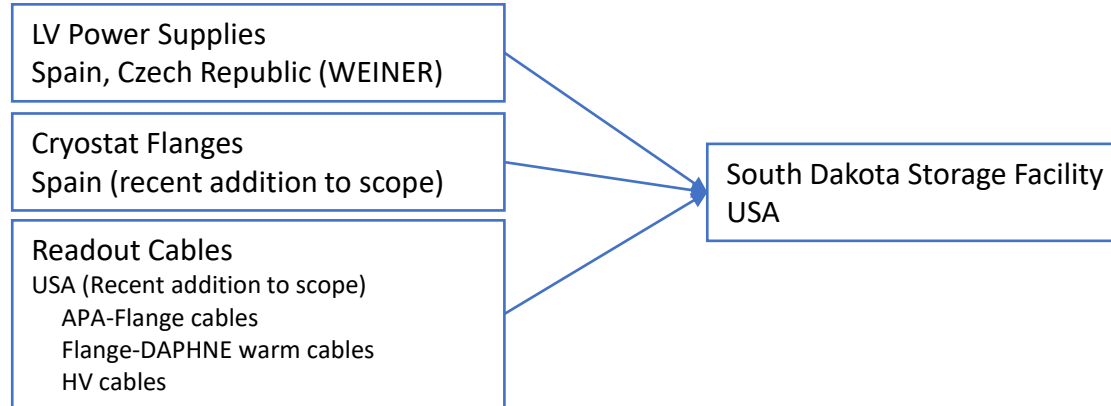 LV Power Supplies
Spain, Czech Republic (WEINER)
Cryostat Flanges
Spain (recent addition to scope)
Readout Cables
USA (Recent addition to scope)
APA-Flange cables
Flange-DAPHNE warm cables
HV cables
South Dakota Storage Facility
USA